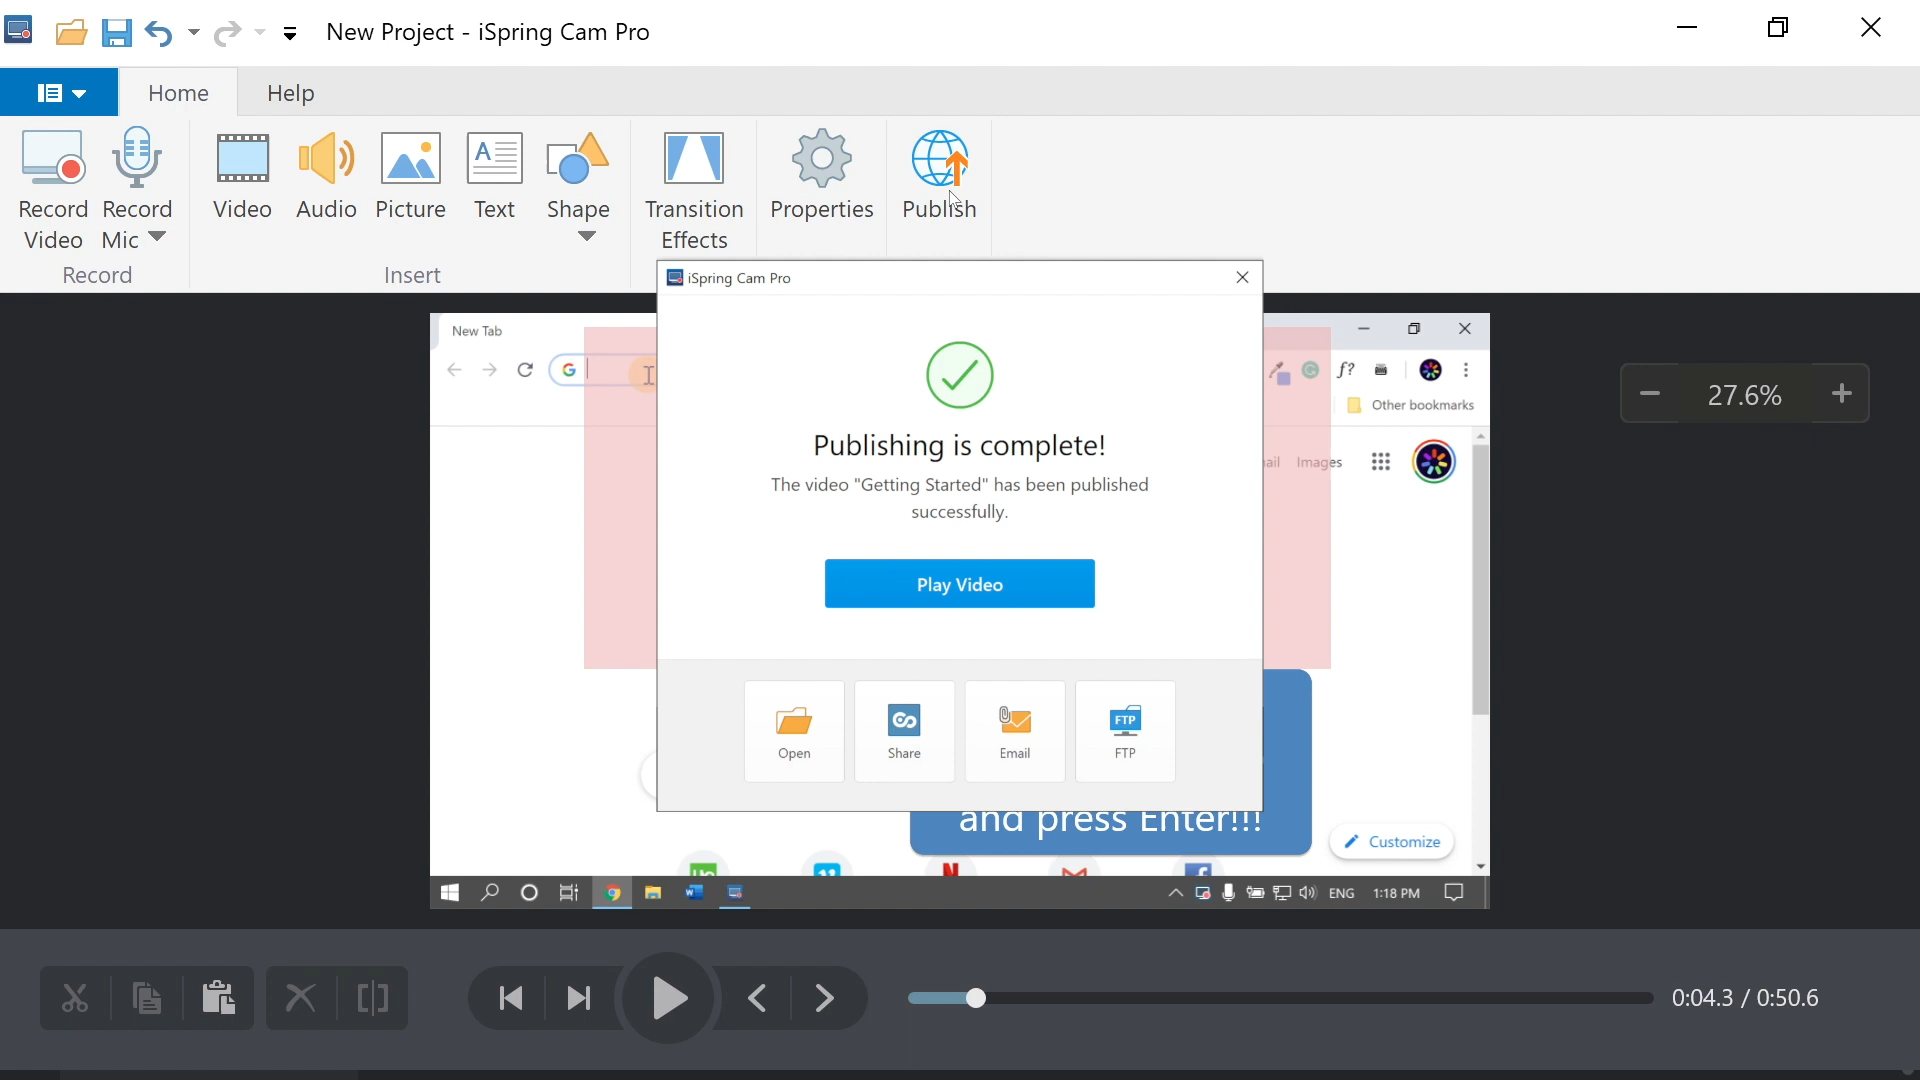 New Project - iSpring Cam Pro
Home
Help
Record Video
Record Mic
Video
Audio
Picture
Text
Shape
Transition Effects
Properties
Publish
Record
Insert
iSpring Cam Pro
New Tab
Publishing is complete!
The video "Getting Started" has been published
successfully.
Play Video
Open
Share
Email
FTP
FTP
f?
Other bookmarks
Images
27.6%
and press Enter!!!
Customize
ENG
1:18 PM
0:04.3 / 0:50.6